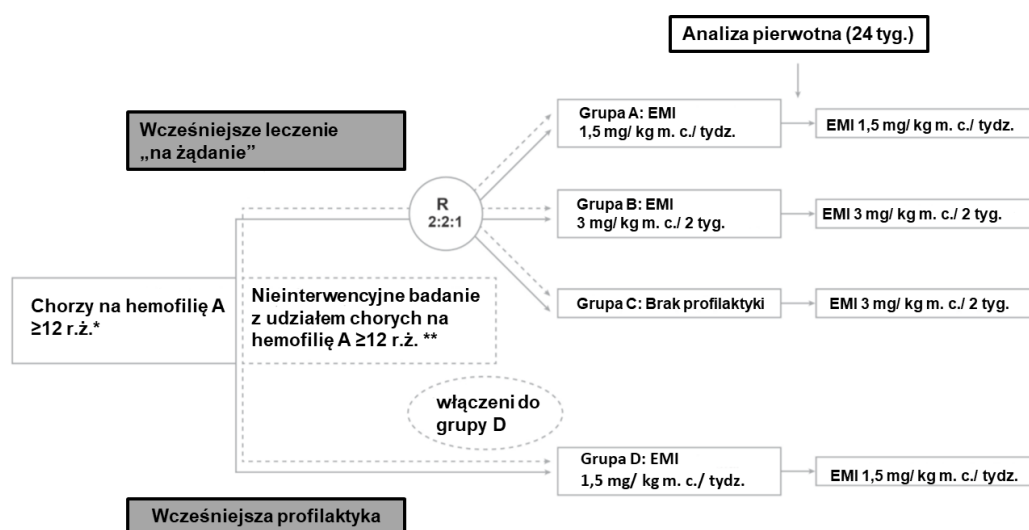 Analiza pierwotna (24 tyg.)
Wcześniejsze leczenie
„na żądanie”
Grupa A: EMI
1,5 mg/ kg m. c./ tydz.
EMI 1,5 mg/ kg m. c./ tydz.
R
2:2:1
Grupa B: EMI
3 mg/ kg m. c./ 2 tyg.
EMI 3 mg/ kg m. c./ 2 tyg.
Chorzy na hemofilię A
≥12 r.ż.*
Nieinterwencyjne badanie
z udziałem chorych na
hemofilię A ≥12 r.ż. **
Grupa C: Brak profilaktyki
EMI 3 mg/ kg m. c./ 2 tyg.
włączeni do
grupy D
Grupa D: EMI
1,5 mg/ kg m. c./ tydz.
EMI 1,5 mg/ kg m. c./ tydz.
Wcześniejsza profilaktyka